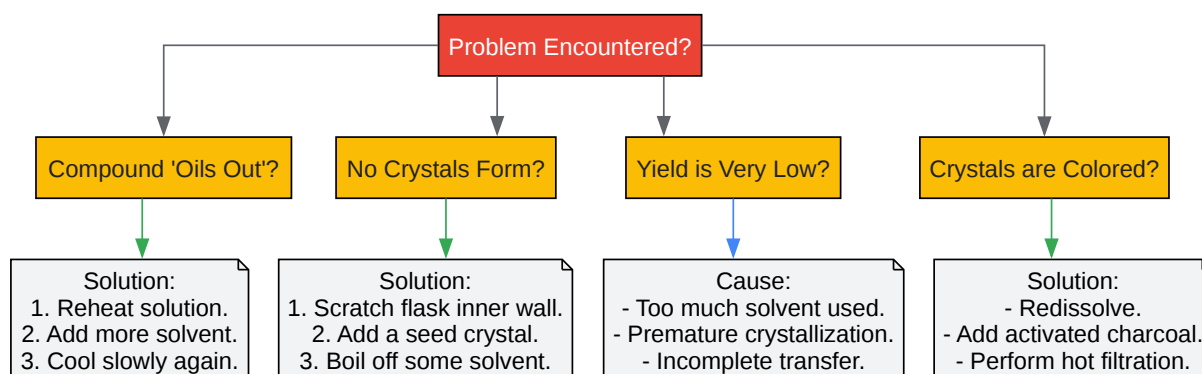 Problem Encountered?
Compound 'Oils Out'?
No Crystals Form?
Yield is Very Low?
Crystals are Colored?
Solution:
1. Reheat solution.
2. Add more solvent.
3. Cool slowly again.
Solution:
1. Scratch flask inner wall.
2. Add a seed crystal.
3. Boil off some solvent.
Cause:
- Too much solvent used.
- Premature crystallization.
- Incomplete transfer.
Solution:
- Redissolve.
- Add activated charcoal.
- Perform hot filtration.